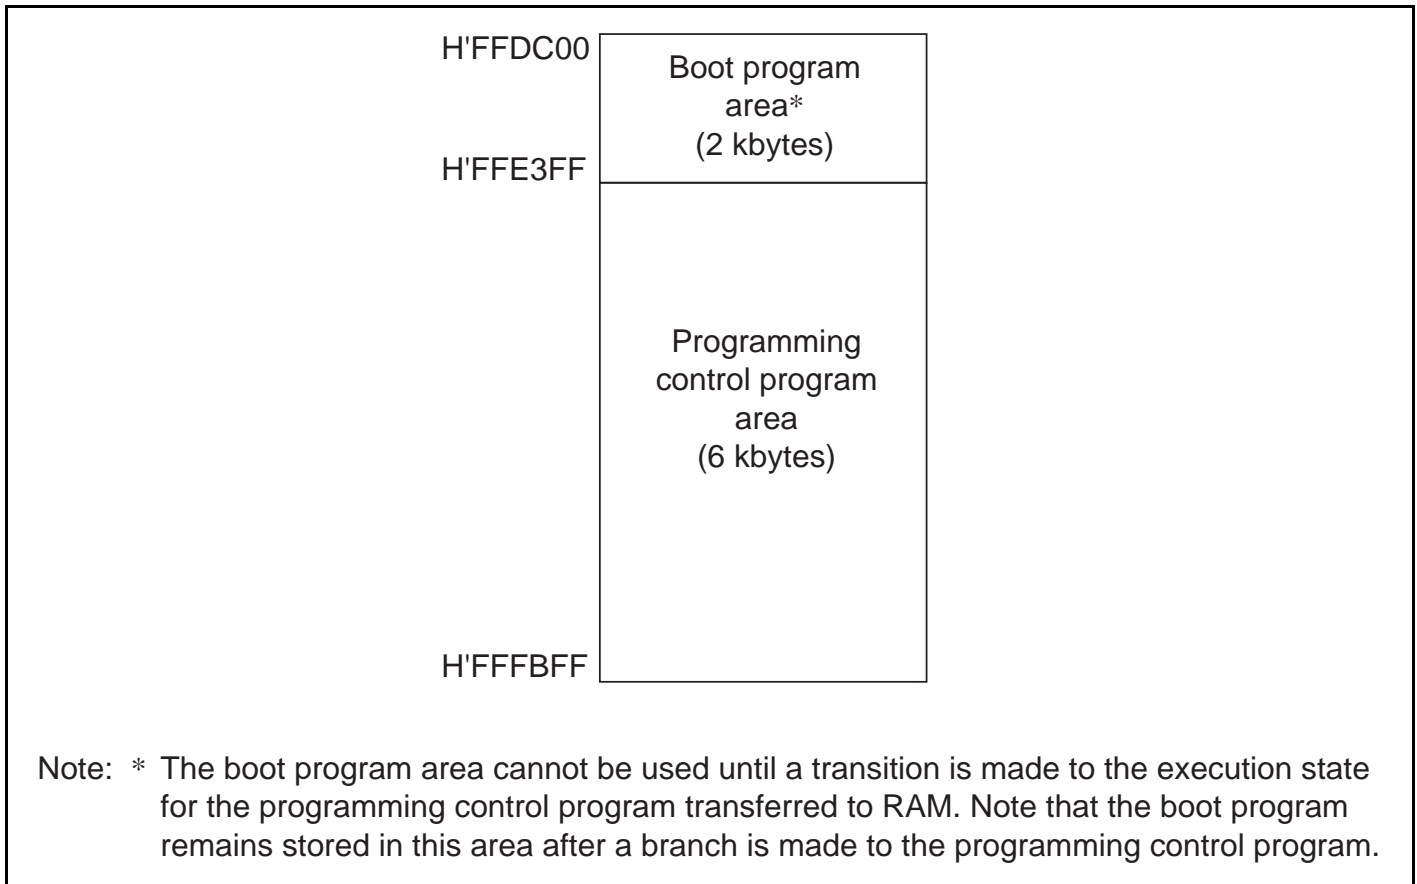 H'FFDC00
Boot program
area*
(2 kbytes)
H'FFE3FF
Programming
control program
area
(6 kbytes)
H'FFFBFF
Note: * The boot program area cannot be used until a transition is made to the execution state
for the programming control program transferred to RAM. Note that the boot program
remains stored in this area after a branch is made to the programming control program.